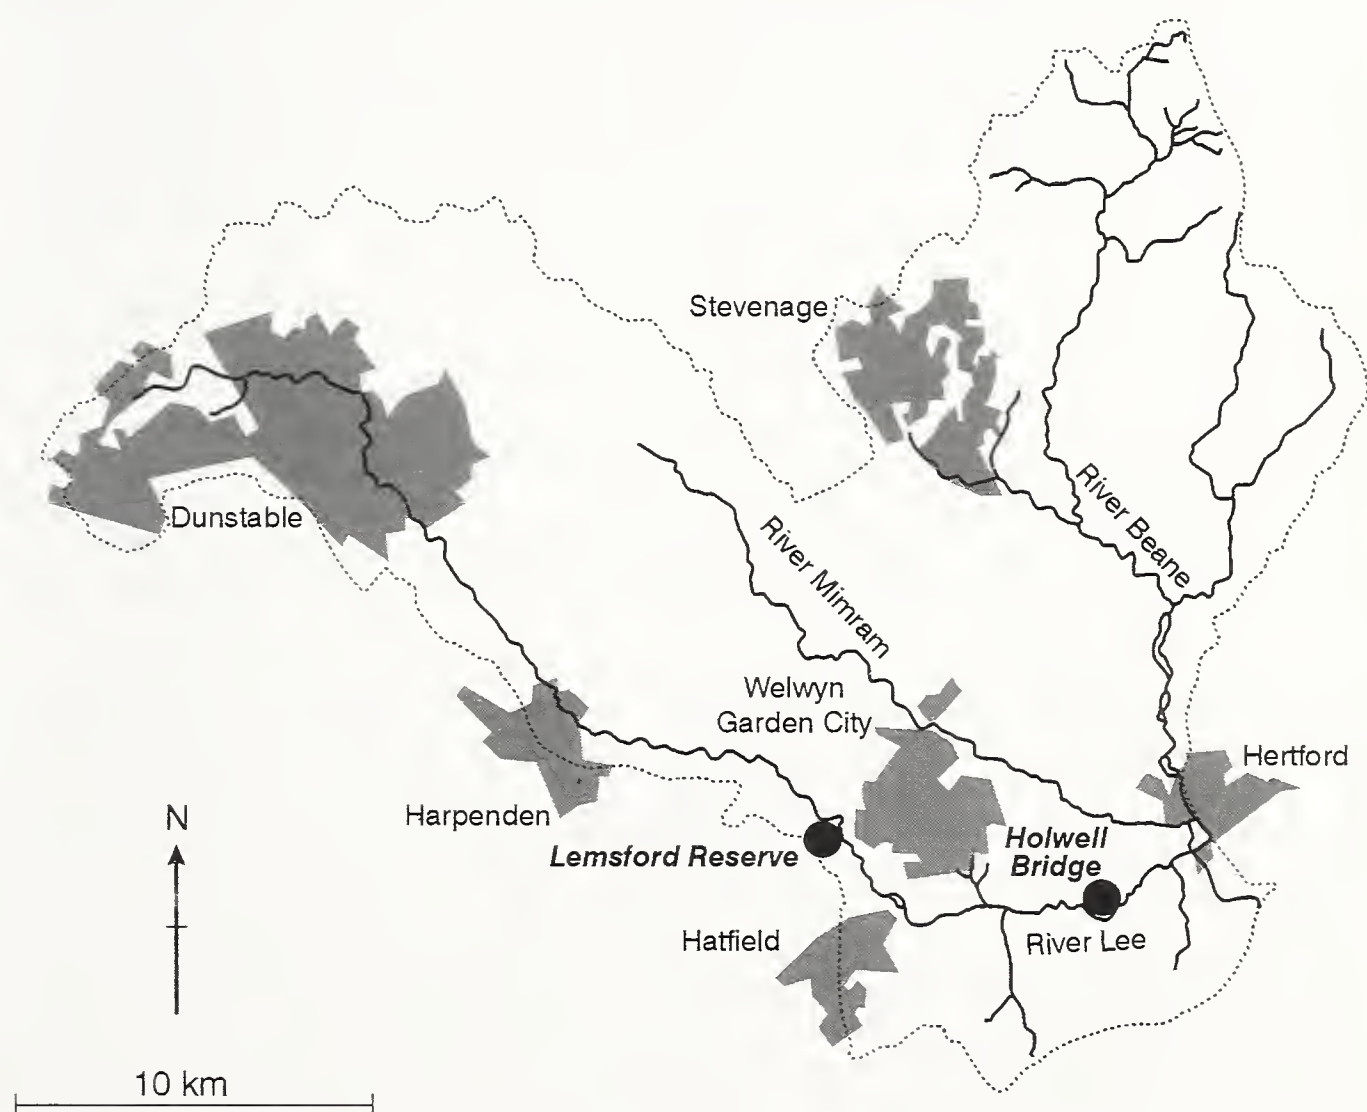 Stevenage
Dunstable
River Beane
River Mimram
Welwyn
Garden City
Hertford
Harpenden
N
Holwell
Bridge
Lemsford Reserve
Hatfield
River Lee
10 km